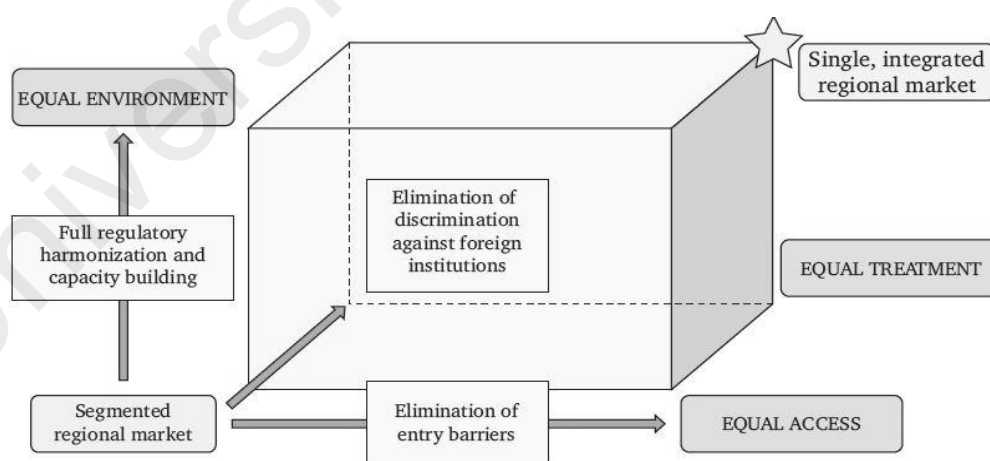 Single, integrated
regional market
EQUAL ENVIRONMENT
Elimination of
discrimination
against foreign
institutions
Full regulatory
harmonization and
capacity building
EQUAL TREATMENT
Segmented
regional market
Elimination of
entry barriers
EQUAL ACCESS